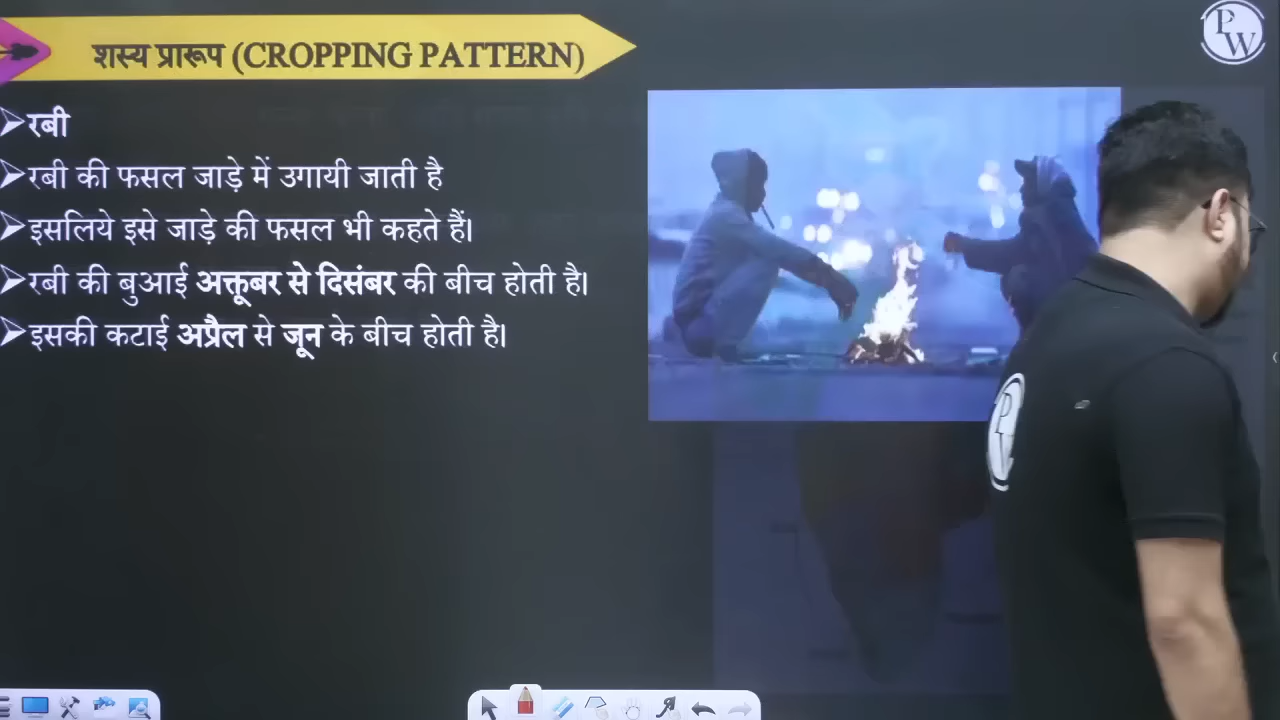 शस्य प्रारूप (CROPPING PATTERN)
PW
रबी
रबी की फसल जाड़े में उगायी जाती है
इसलिये इसे जाड़े की फसल भी कहते हैं।
रबी की बुआई अक्तूबर से दिसंबर की बीच होती है।
इसकी कटाई अप्रैल से जून के बीच होती है।